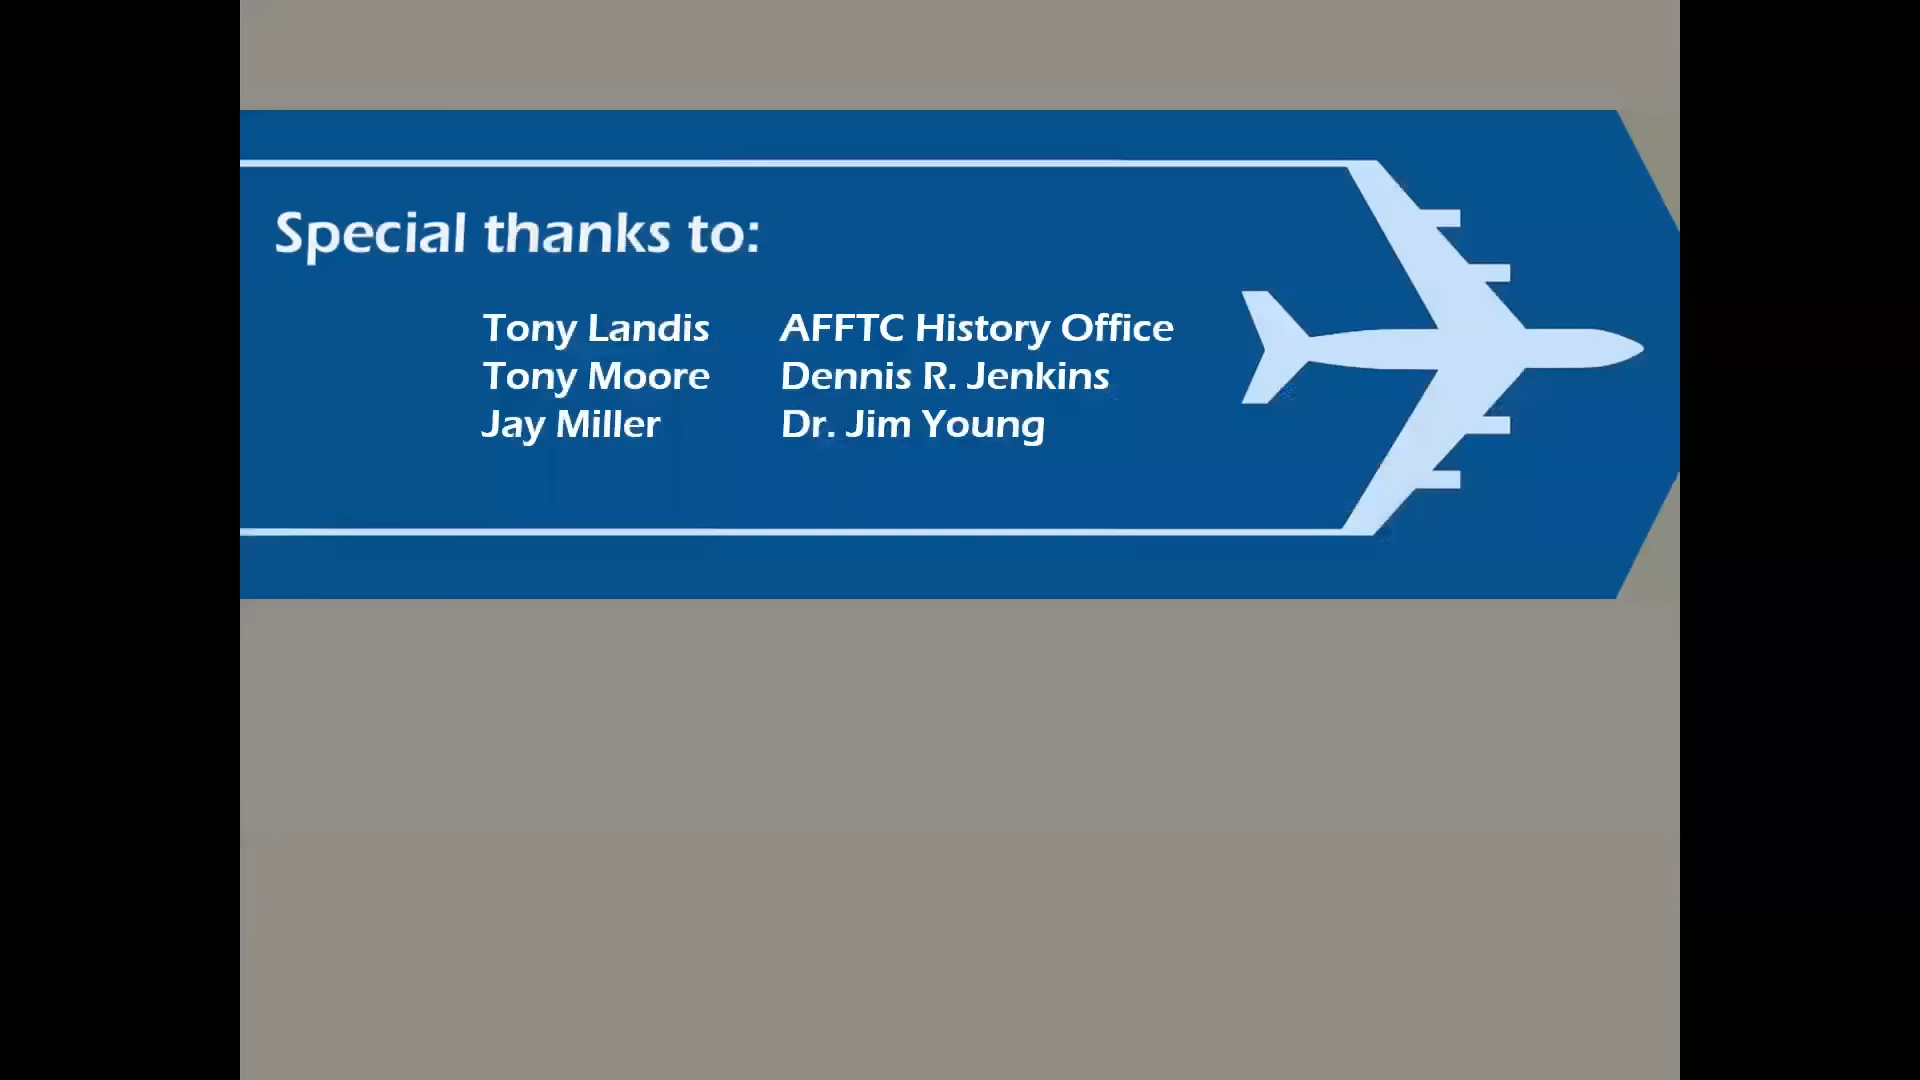 Special thanks to:
Tony Landis AFFTC History Office
Tony Moore Dennis R. Jenkins
Jay Miller Dr. Jim Young